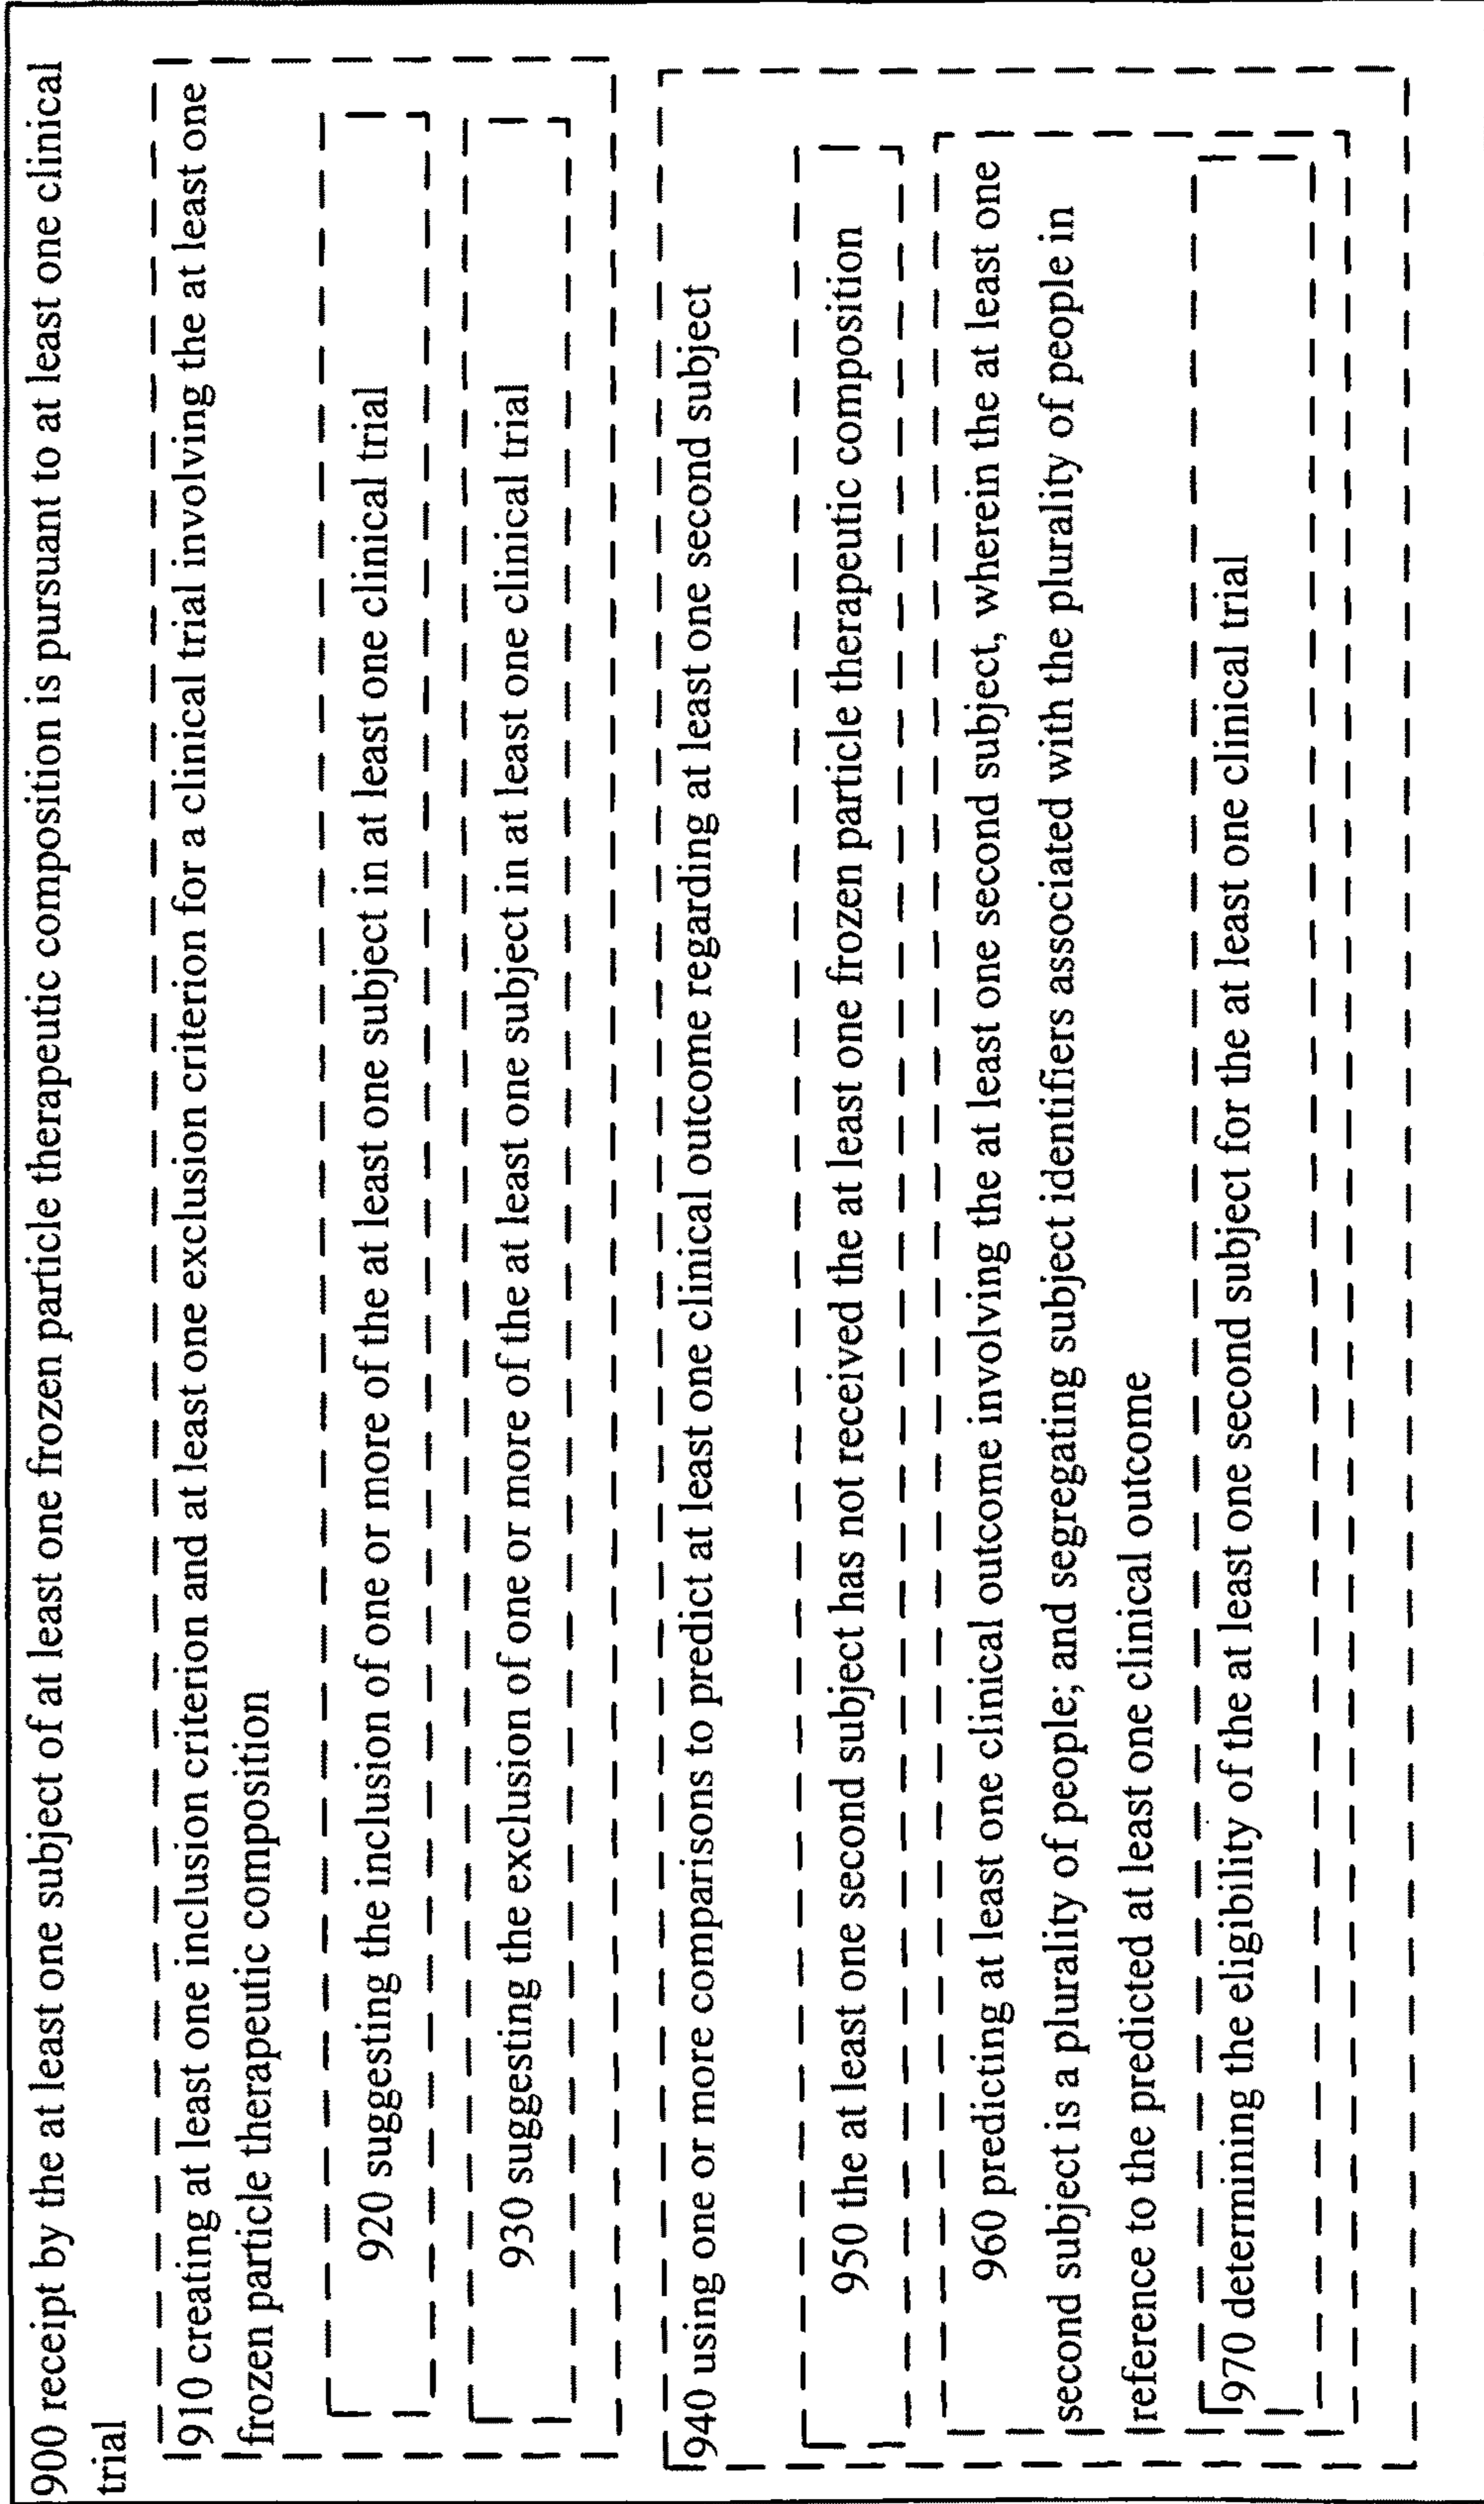 900 receipt by the at least one subject of at least one frozen particle therapeutic composition is pursuant to at least one clinical
trial
910 creating at least one inclusion criterion and at least one exclusion criterion for a clinical trial involving the at least one
frozen particle therapeutic composition
920 suggesting the inclusion of one or more of the at least one subject in at least one clinical trial
930 suggesting the exclusion of one or more of the at least one subject in at least one clinical trial
940 using one or more comparisons to predict at least one clinical outcome regarding at least one second subject
950 the at least one second subject has not received the at least one frozen particle therapeutic composition
960 predicting at least one clinical outcome involving the at least one second subject, wherein the at least one
second subject is a plurality of people; and segregating subject identifiers associated with the plurality of people in
reference to the predicted at least one clinical outcome
970 determining the eligibility of the at least one second subject for the at least one clinical trial